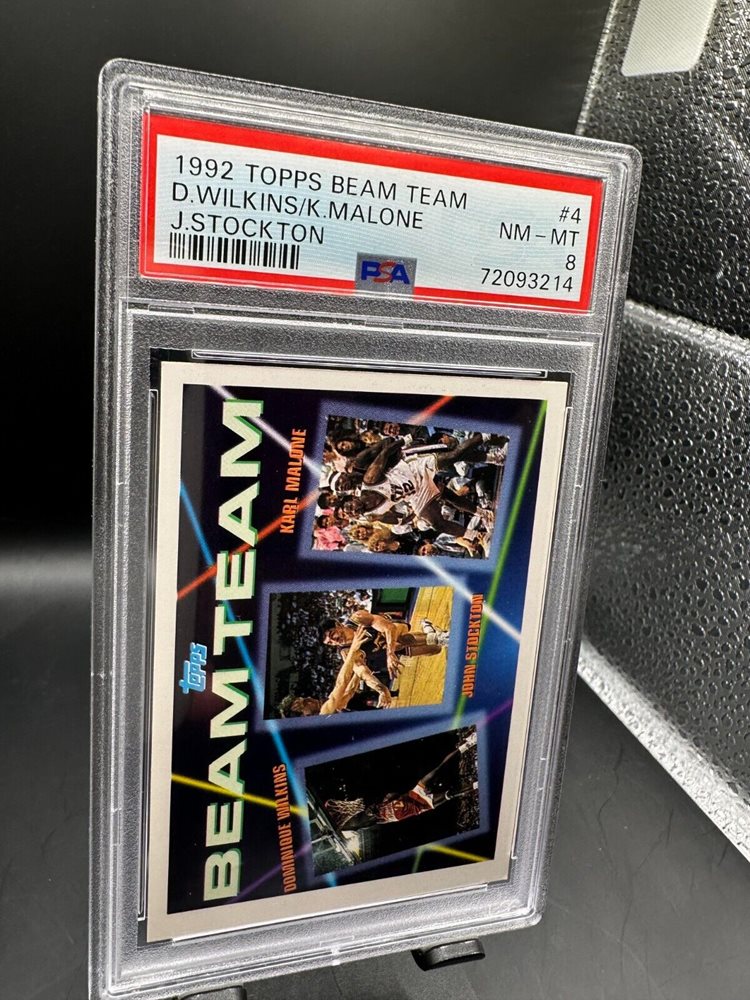 1992 TOPPS BEAM TEAM
D.WILKINS/K.MALONE
J.STOCKTON
#4
NM – MT
8
72093214
PSA
Topps
BEAM TEAM
DOMINIQUE WILKINS
JOHN STOCKTON
KARL MALONE